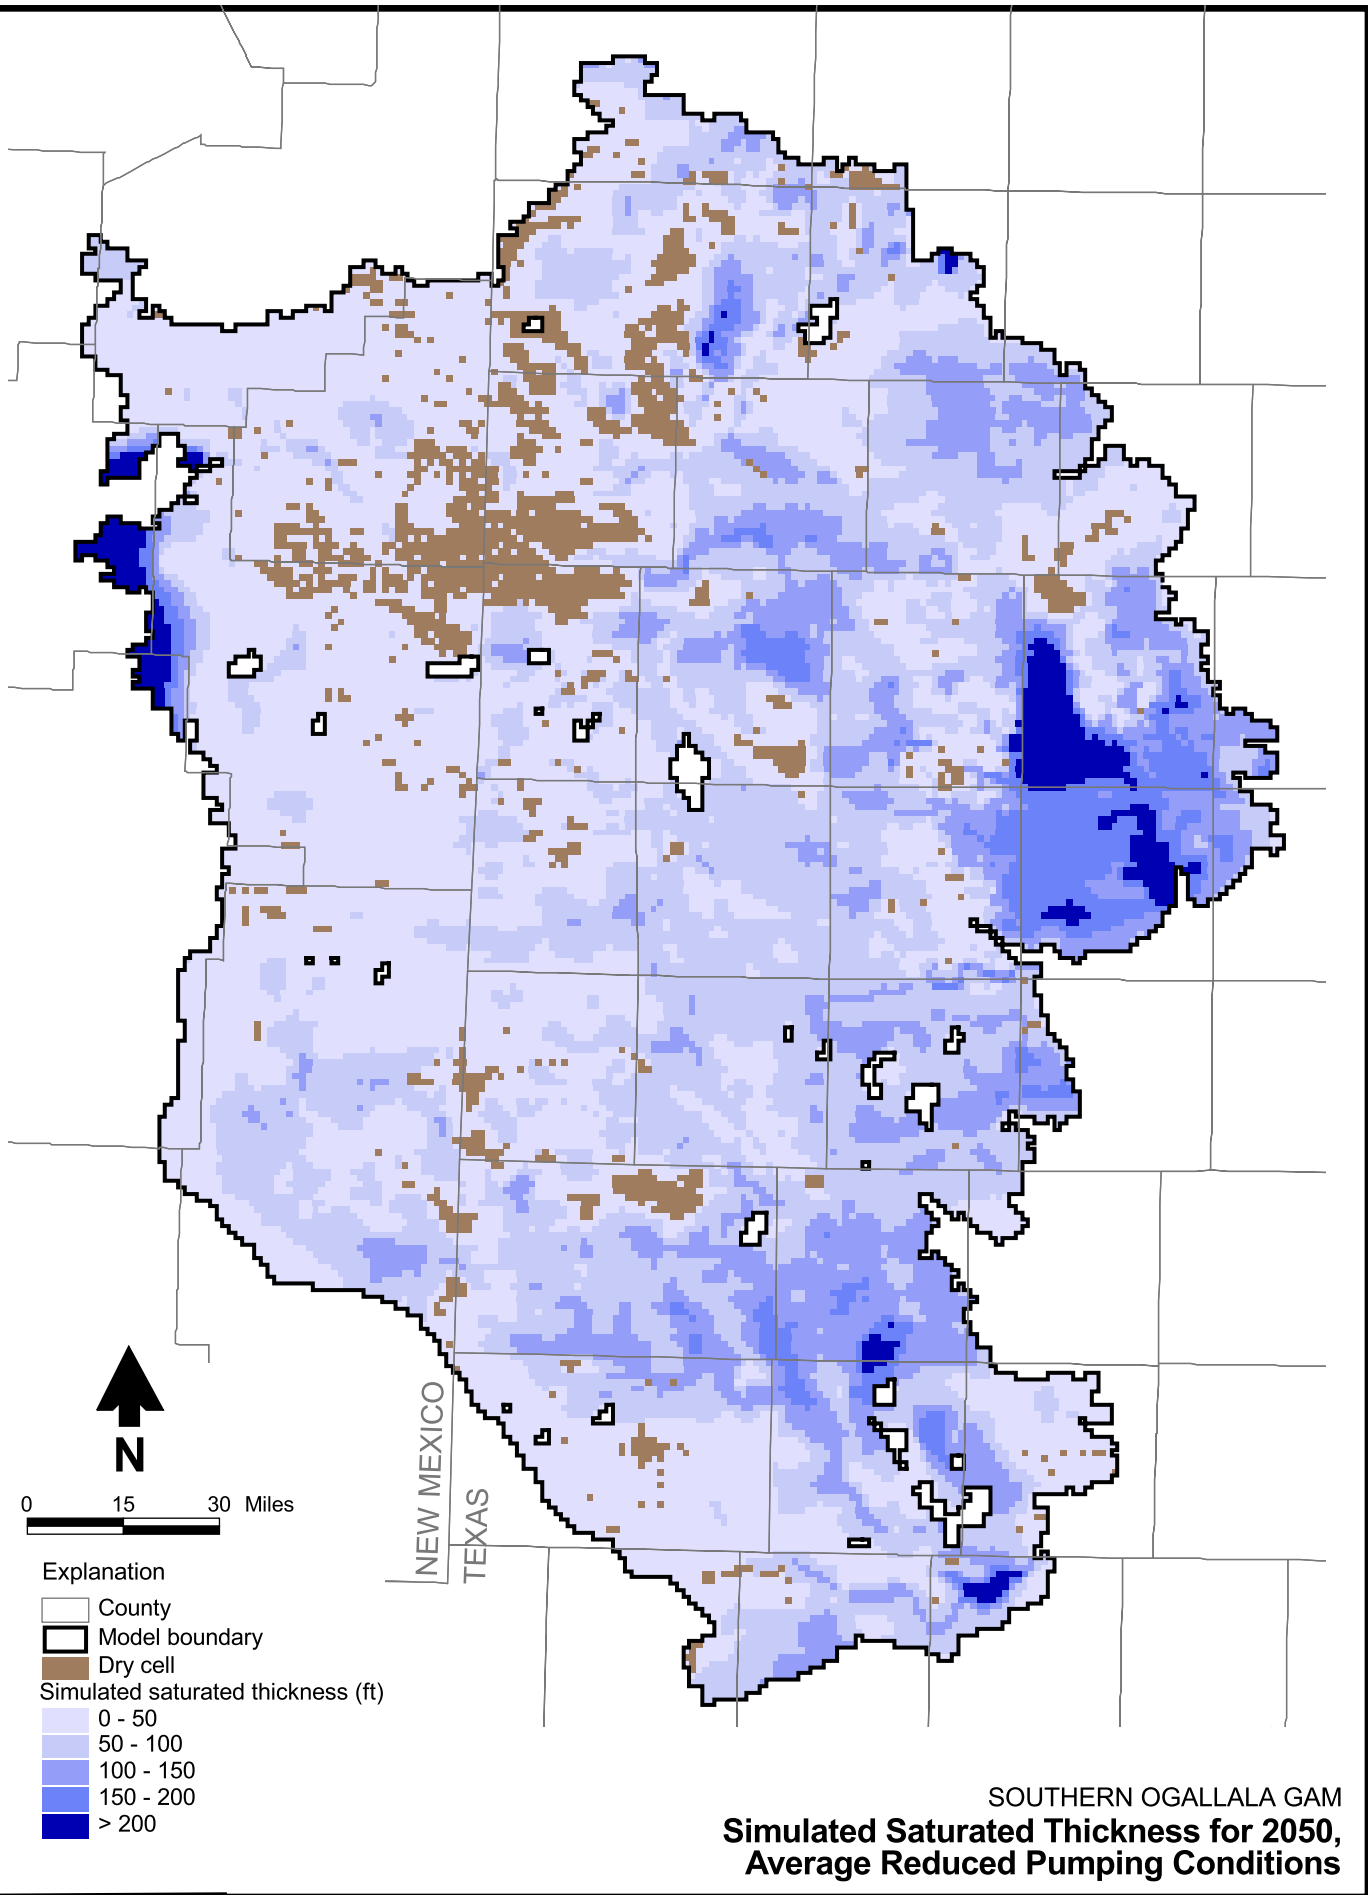 NEW MEXICO
TEXAS
N
0 15 30 Miles
Explanation
County
Model boundary
Dry cell
Simulated saturated thickness (ft)
0 - 50
50 - 100
100 - 150
150 - 200
> 200
SOUTHERN OGALLALA GAM
Simulated Saturated Thickness for 2050,
Average Reduced Pumping Conditions